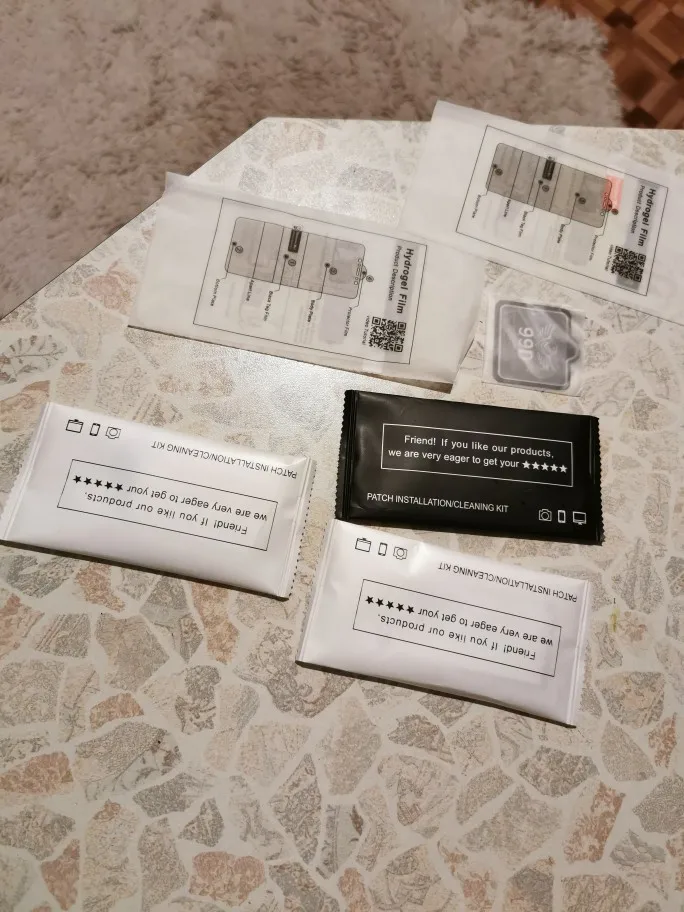 Hydrogel Film
Product Description
Video Tutorial
Hydrogel Film
Product Description
99D
Friend! If you like our products,
we are very eager to get your ★★★★★
PATCH INSTALLATION/CLEANING KIT
Friend! If you like our products,
we are very eager to get your ★★★★★
PATCH INSTALLATION/CLEANING KIT
Friend! If you like our products,
we are very eager to get your ★★★★★
PATCH INSTALLATION/CLEANING KIT